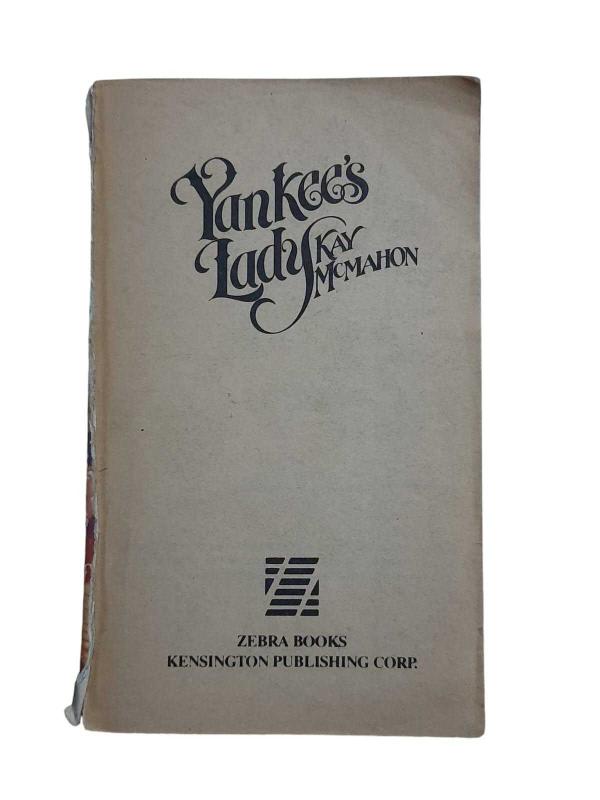 Yankee's
Lady
KAY
McMAHON
ZEBRA BOOKS
KENSINGTON PUBLISHING CORP.